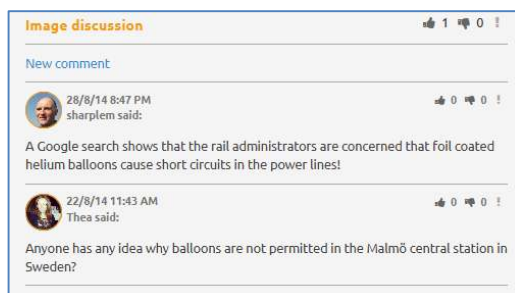 Image discussion 1 0 !
New comment
28/8/14 8:47 PM 0 0 !
sharplem said:
A Google search shows that the rail administrators are concerned that foil coated
helium balloons cause short circuits in the power lines!
22/8/14 11:43 AM 0 0 !
Thea said:
Anyone has any idea why balloons are not permitted in the Malmö central station in
Sweden?